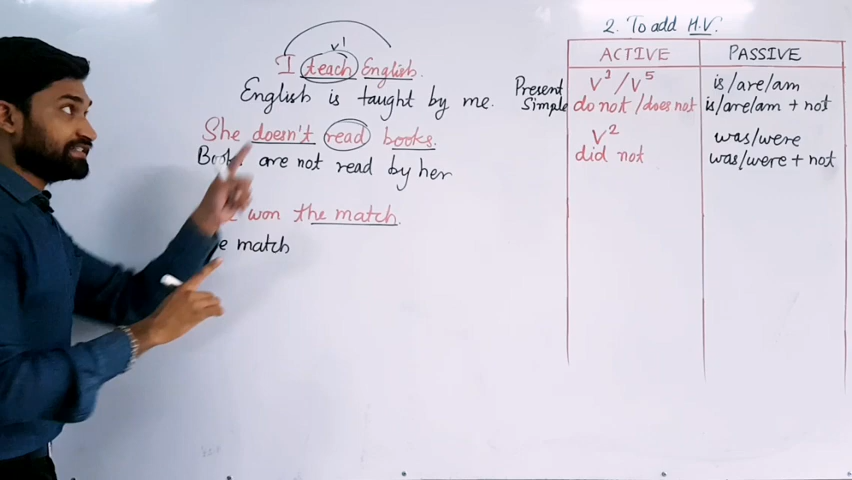 I teach English.
V1
English is taught by me.
She doesn't read books.
are not read by her
won the match.
match
2. To add H.V.
ACTIVE PASSIVE
Present Simple V1 / V5 is/are/am
do not / does not is/are/am + not
V2 was/were
did not was/were + not